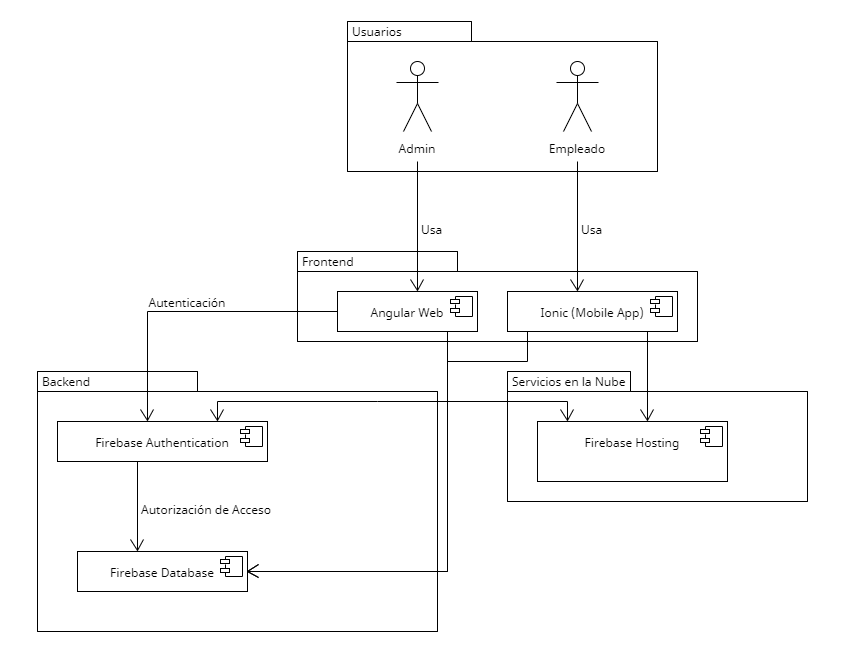 Usuarios
Admin
Empleado
Usa
Usa
Frontend
Angular Web
Ionic (Mobile App)
Autenticación
Backend
Servicios en la Nube
Firebase Authentication
Firebase Hosting
Autorización de Acceso
Firebase Database